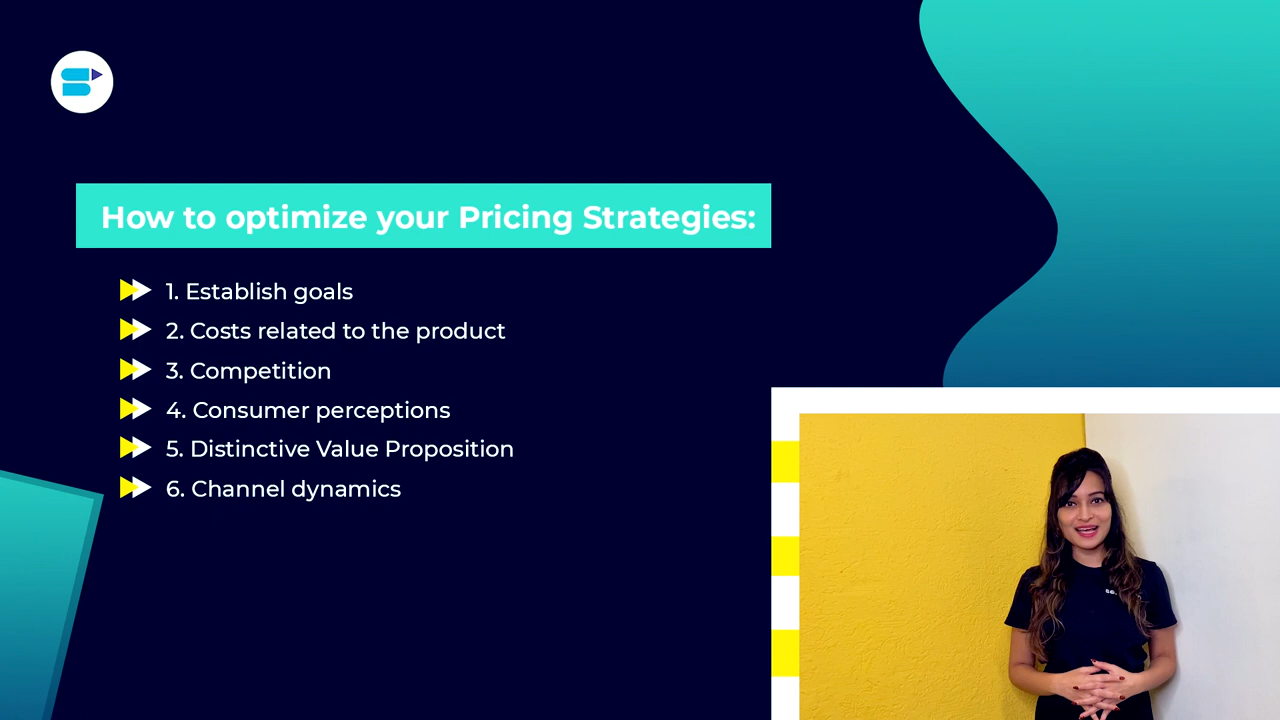 How to optimize your Pricing Strategies:
1. Establish goals
2. Costs related to the product
3. Competition
4. Consumer perceptions
5. Distinctive Value Proposition
6. Channel dynamics